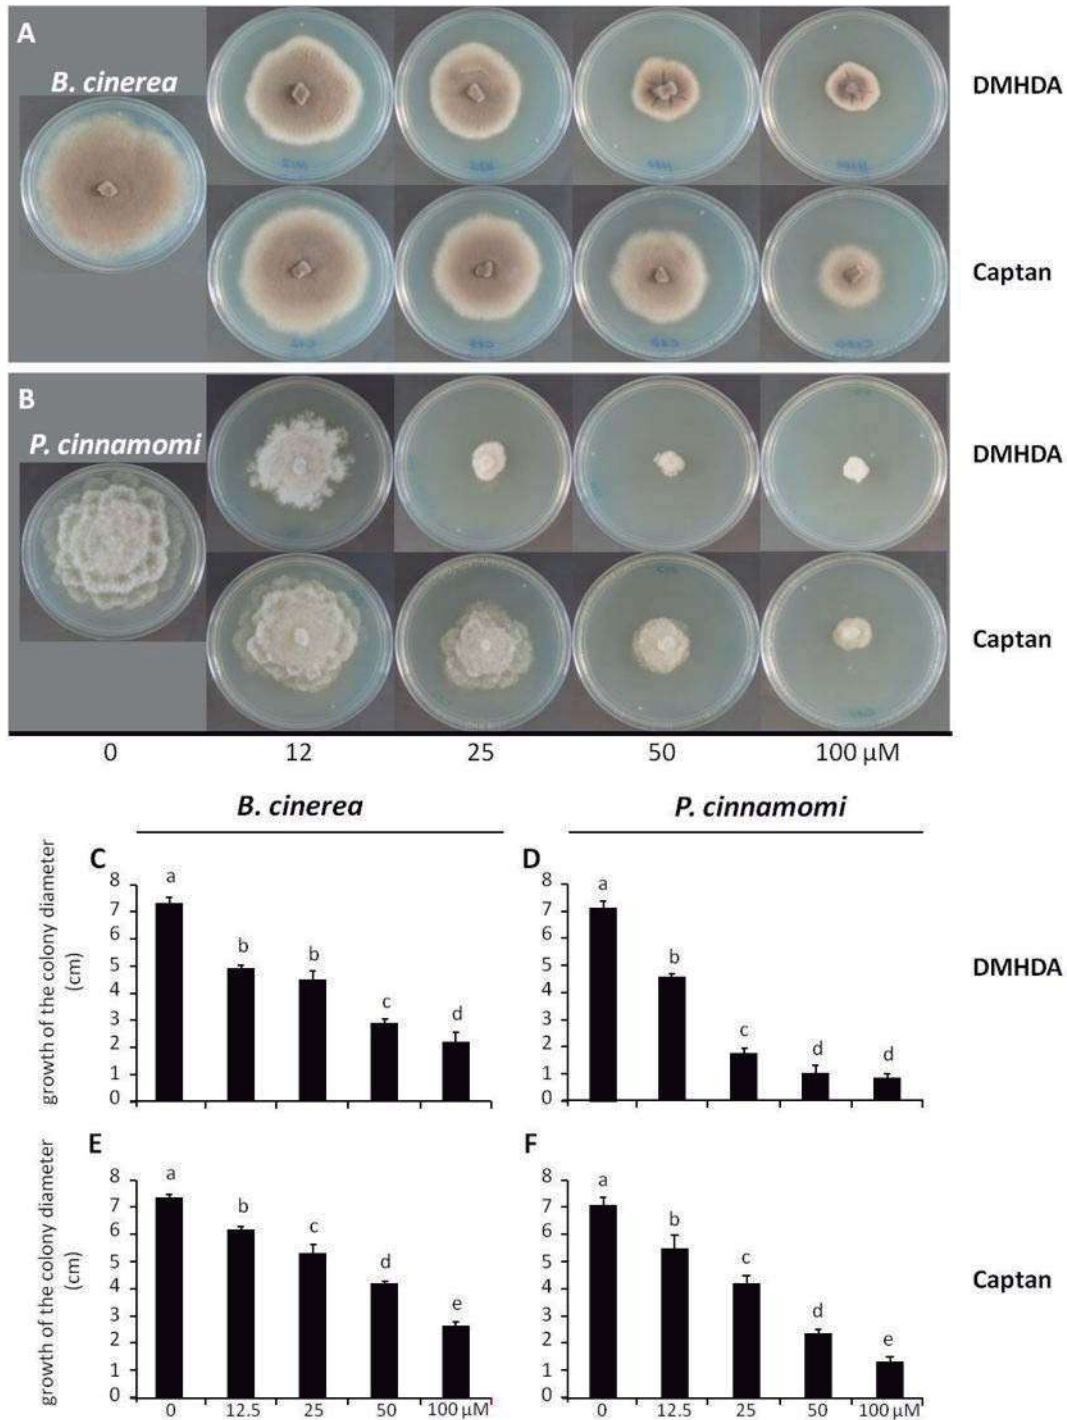 A
B. cinerea
DMHDA
Captan
B
P. cinnamomi
DMHDA
Captan
0 12 25 50 100 µM
B. cinerea P. cinnamomi
C
growth of the colony diameter
(cm)
8
7
6
5
4
3
2
1
0
a b b c d
D
8
7
6
5
4
3
2
1
0
a b c d d
DMHDA
E
growth of the colony diameter
(cm)
8
7
6
5
4
3
2
1
0
a b c d e
0 12.5 25 50 100 µM
F
8
7
6
5
4
3
2
1
0
a b c d e
0 12.5 25 50 100 µM
Captan